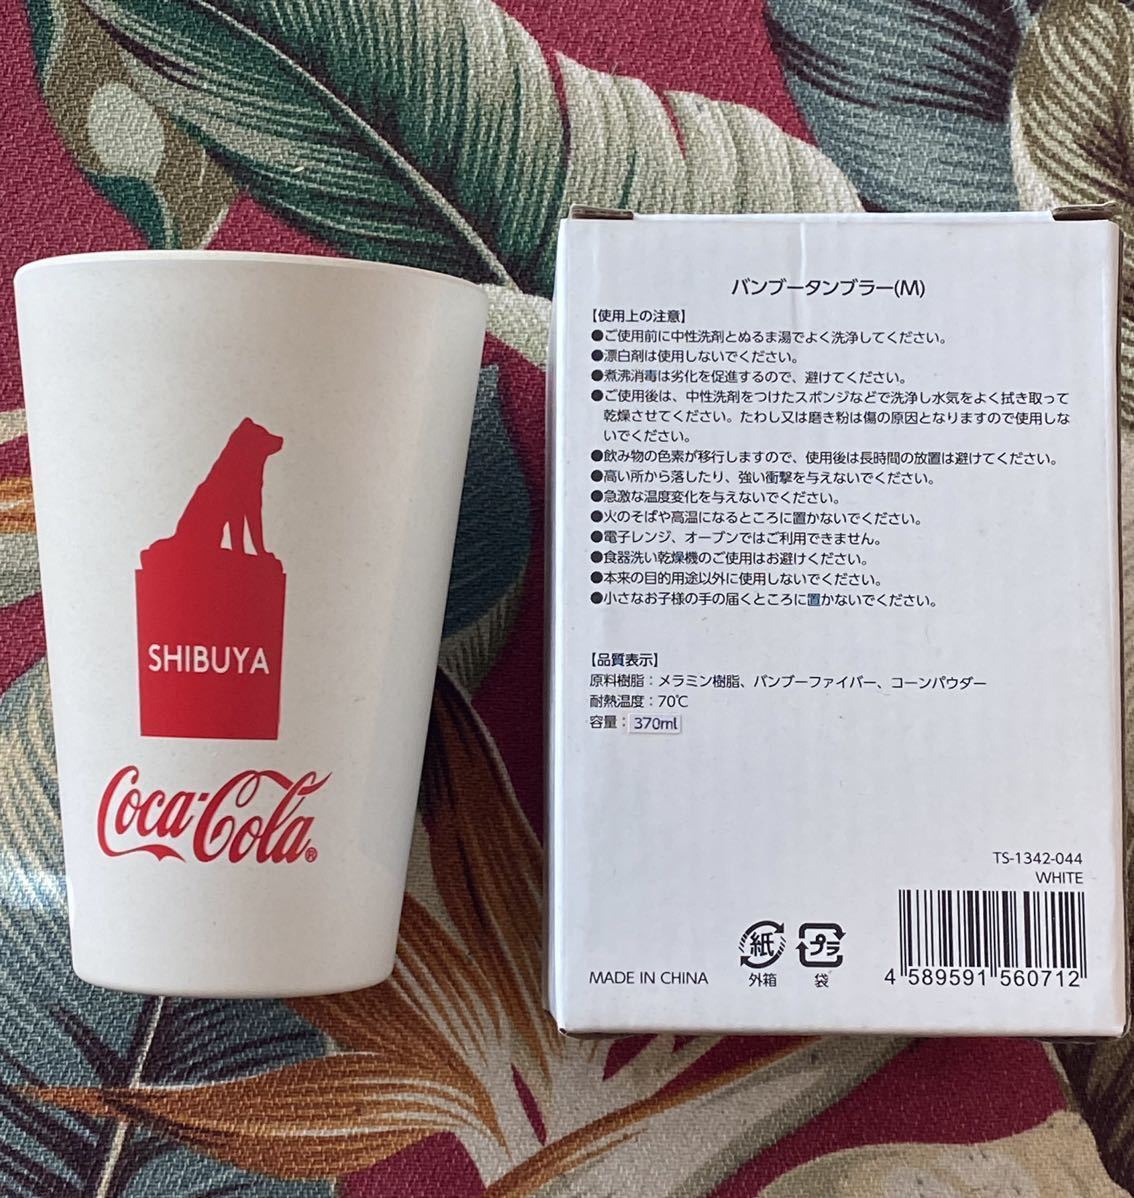 SHIBUYA
Coca-Cola®
バンブータンブラー(M)
【使用上の注意】
●ご使用前に中性洗剤とぬるま湯でよく洗浄してください。
●漂白剤は使用しないでください。
●煮沸消毒は劣化を促進するので、避けてください。
●ご使用後は、中性洗剤をつけたスポンジなどで洗浄し水気をよく拭き取って
乾燥させてください。たわし又は磨き粉は傷の原因となりますので使用しな
いでください。
●飲み物の色素が移行しますので、使用後は長時間の放置は避けてください。
●高い所から落したり、強い衝撃を与えないでください。
●急激な温度変化を与えないでください。
●火のそばや高温になるところに置かないでください。
●電子レンジ、オーブンではご利用できません。
●食器洗い乾燥機のご使用はお避けください。
●本来の目的用途以外に使用しないでください。
●小さなお子様の手の届くところに置かないでください。
【品質表示】
原料樹脂：メラミン樹脂、バンブーファイバー、コーンパウダー
耐熱温度：70℃
容量：370ml
TS-1342-044
WHITE
MADE IN CHINA
紙
外箱
プラ
袋
4 589591 560712